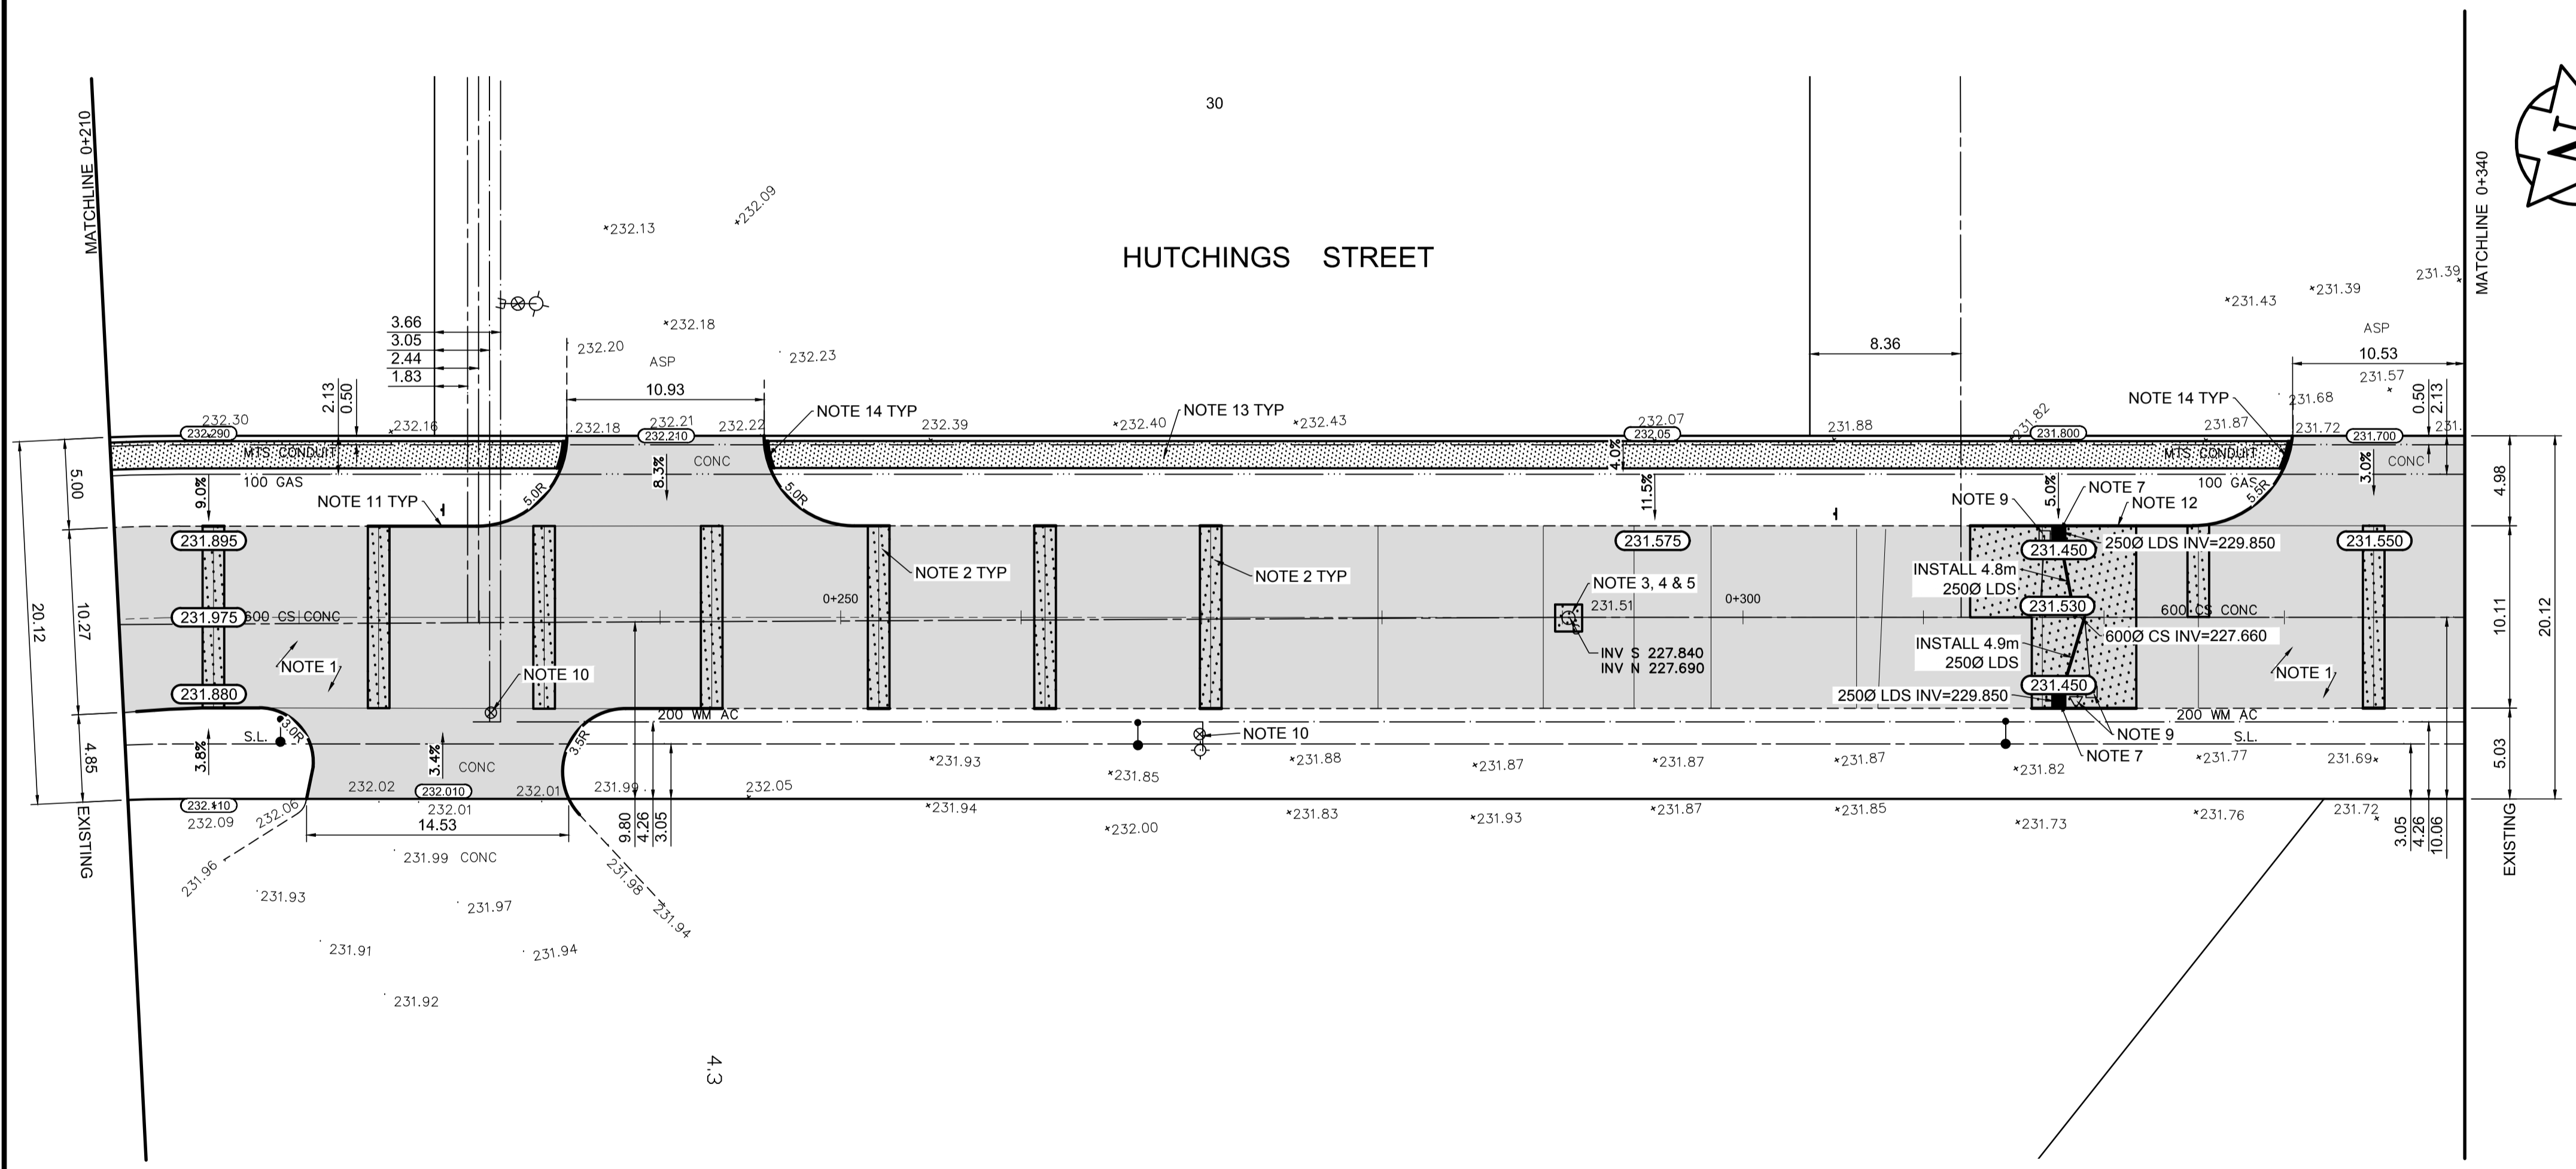 30
HUTCHINGS STREET
MATCHLINE 0+210
MATCHLINE 0+340
N
232.13
232.09
231.39
231.39
231.43
232.18
232.20
ASP
232.23
ASP
3.66
3.05
2.44
1.83
8.36
10.53
10.93
231.57
2.13
0.50
0.50
2.13
NOTE 14 TYP
NOTE 13 TYP
NOTE 14 TYP
231.68
232.30
232.290
232.16
232.18
232.21
232.210
232.22
232.39
232.40
232.43
232.07
232.05
231.88
231.82
231.800
231.87
231.72
231.700
231.
MTS CONDUIT
CONC
4.0%
MTS CONDUIT
CONC
5.00
9.0%
100 GAS
8.3%
11.5%
5.0%
100 GAS
3.0%
4.98
NOTE 11 TYP
5.0R
5.0R
NOTE 9
NOTE 7
NOTE 12
5.5R
231.895
231.575
231.450
250Ø LDS INV=229.850
231.550
NOTE 2 TYP
NOTE 2 TYP
NOTE 3, 4 & 5
INSTALL 4.8m
250Ø LDS
20.12
10.27
0+250
231.51
0+300
231.530
10.11
20.12
231.975
600 CS CONC
600 CS CONC
600Ø CS INV=227.660
INV S 227.840
INV N 227.690
INSTALL 4.9m
250Ø LDS
NOTE 1
NOTE 10
NOTE 1
231.880
231.450
250Ø LDS INV=229.850
200 WM AC
200 WM AC
4.85
3.8%
S.L.
3.0R
3.4%
CONC
3.5R
NOTE 10
NOTE 9
S.L.
NOTE 7
5.03
231.93
231.85
231.88
231.87
231.87
231.87
231.82
231.77
231.69
232.110
232.09
232.06
232.02
232.010
232.01
232.01
231.99
232.05
14.53
9.80
4.26
3.05
231.94
232.00
231.83
231.93
231.87
231.85
231.73
231.76
231.72
3.05
4.26
10.06
EXISTING
EXISTING
231.96
231.99 CONC
231.98
231.94
231.93
231.97
231.91
231.94
231.92
4.3